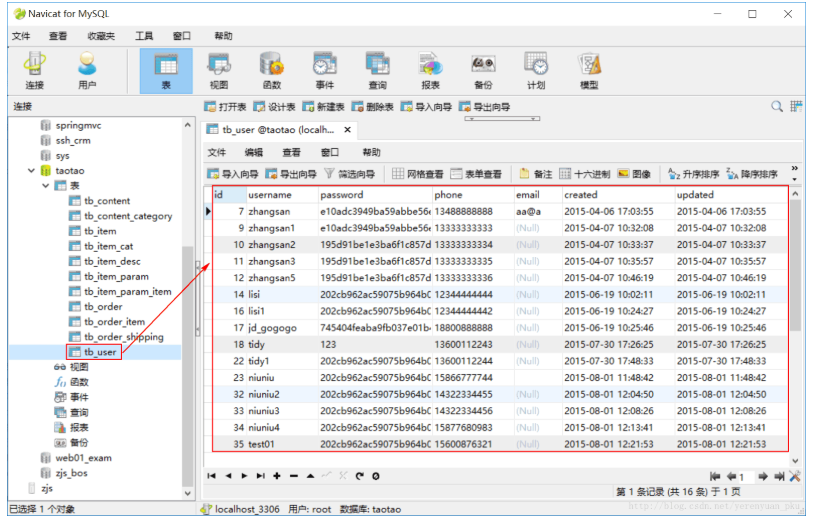 Navicat for MySQL
文件 查看 收藏夹 工具 窗口 帮助
连接 用户 表 视图 函数 事件 查询 报表 备份 计划 模型
连接
打开表 设计表 新建表 删除表 导入向导 导出向导
springmvc
ssh_crm
sys
taotao
表
tb_content
tb_content_category
tb_item
tb_item_cat
tb_item_desc
tb_item_param
tb_item_param_item
tb_order
tb_order_item
tb_order_shipping
tb_user
视图
函数
事件
查询
报表
备份
web01_exam
zjs_bos
zjs
tb_user @taotao (localh...
文件 编辑 查看 窗口 帮助
导入向导 导出向导 筛选向导 网格查看 表单查看 备注 十六进制 图像 升序排序 降序排序
id username password phone email created updated
7 zhangsan e10adc3949ba59abbe56e 13488888888 aa@a 2015-04-06 17:03:55 2015-04-06 17:03:55
9 zhangsan1 e10adc3949ba59abbe56e 13333333333 (Null) 2015-04-07 10:32:08 2015-04-07 10:32:08
10 zhangsan2 195d91be1e3ba6f1c857d 13333333334 (Null) 2015-04-07 10:33:37 2015-04-07 10:33:37
11 zhangsan3 195d91be1e3ba6f1c857d 13333333335 (Null) 2015-04-07 10:35:57 2015-04-07 10:35:57
12 zhangsan5 195d91be1e3ba6f1c857d 13333333336 (Null) 2015-04-07 10:46:19 2015-04-07 10:46:19
14 lisi 202cb962ac59075b964b0 12344444444 (Null) 2015-06-19 10:02:11 2015-06-19 10:02:11
16 lisi1 202cb962ac59075b964b0 12344444442 (Null) 2015-06-19 10:24:27 2015-06-19 10:24:27
17 jd_gogogo 745404feaba9fb037e01b 18800888888 (Null) 2015-06-19 10:25:46 2015-06-19 10:25:46
18 tidy 123 13600112243 (Null) 2015-07-30 17:26:25 2015-07-30 17:26:25
22 tidy1 202cb962ac59075b964b0 13600112244 (Null) 2015-07-30 17:48:33 2015-07-30 17:48:33
23 niuniu 202cb962ac59075b964b0 15866777744 2015-08-01 11:48:42 2015-08-01 11:48:42
32 niuniu2 202cb962ac59075b964b0 14322334455 (Null) 2015-08-01 12:04:50 2015-08-01 12:04:50
33 niuniu3 202cb962ac59075b964b0 14322334456 (Null) 2015-08-01 12:08:26 2015-08-01 12:08:26
34 niuniu4 202cb962ac59075b964b0 15877680983 (Null) 2015-08-01 12:13:41 2015-08-01 12:13:41
35 test01 202cb962ac59075b964b0 15600876321 (Null) 2015-08-01 12:21:53 2015-08-01 12:21:53
1
第 1 条记录 (共 16 条) 于 1 页
已选择 1 个对象 localhost_3306 用户: root 数据库: taotao
http://blog.csdn.net/yerenyuan_pku